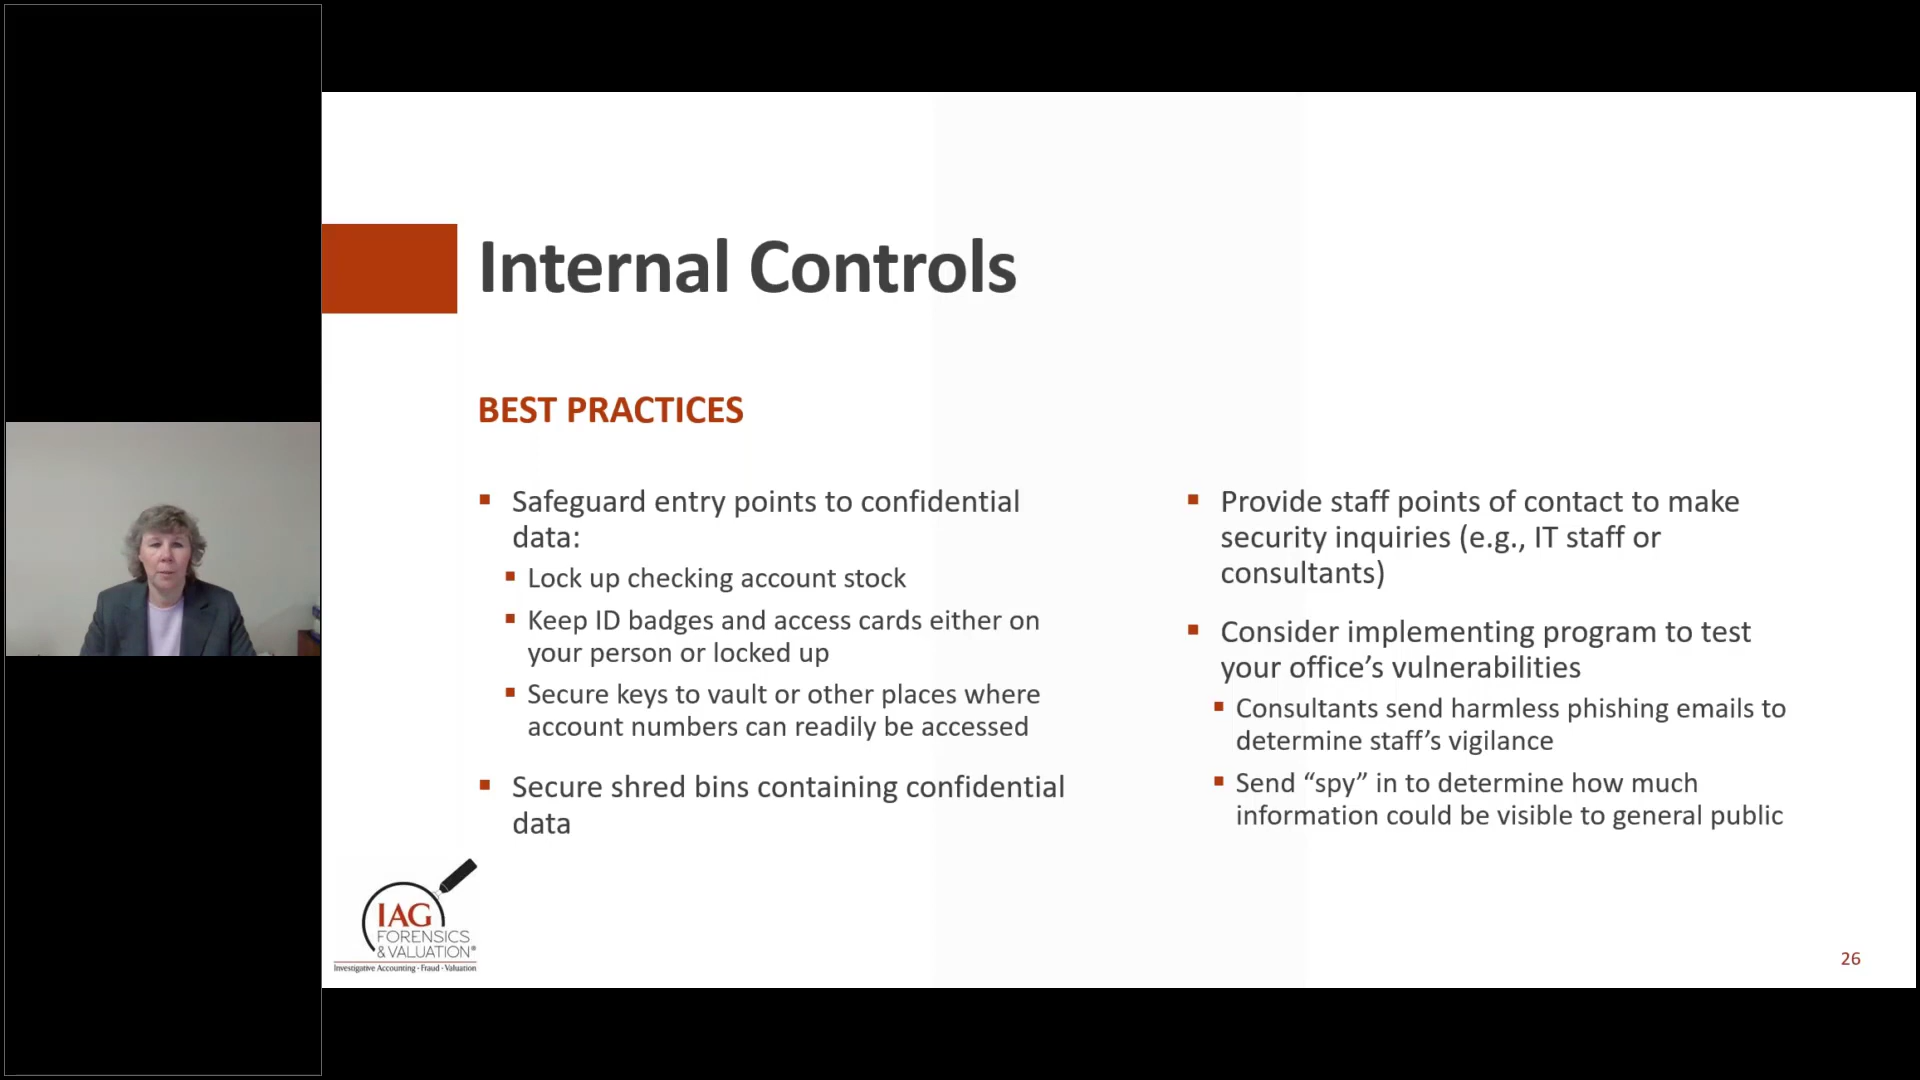 Internal Controls
BEST PRACTICES
▪ Safeguard entry points to confidential
data:
▪ Lock up checking account stock
▪ Keep ID badges and access cards either on
your person or locked up
▪ Secure keys to vault or other places where
account numbers can readily be accessed
▪ Secure shred bins containing confidential
data
▪ Provide staff points of contact to make
security inquiries (e.g., IT staff or
consultants)
▪ Consider implementing program to test
your office’s vulnerabilities
▪ Consultants send harmless phishing emails to
determine staff’s vigilance
▪ Send “spy” in to determine how much
information could be visible to general public
IAG
FORENSICS
& VALUATION®
Investigative Accounting · Fraud · Valuation
26